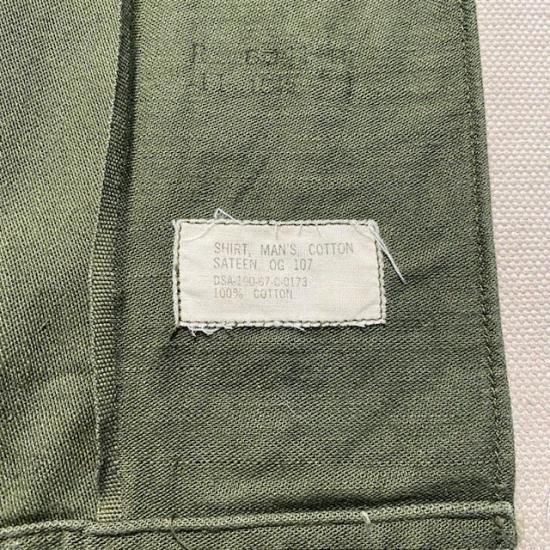 SHIRT, MAN'S, COTTON
SATEEN, OG 107
DSA-100-67-C-0173
100% COTTON